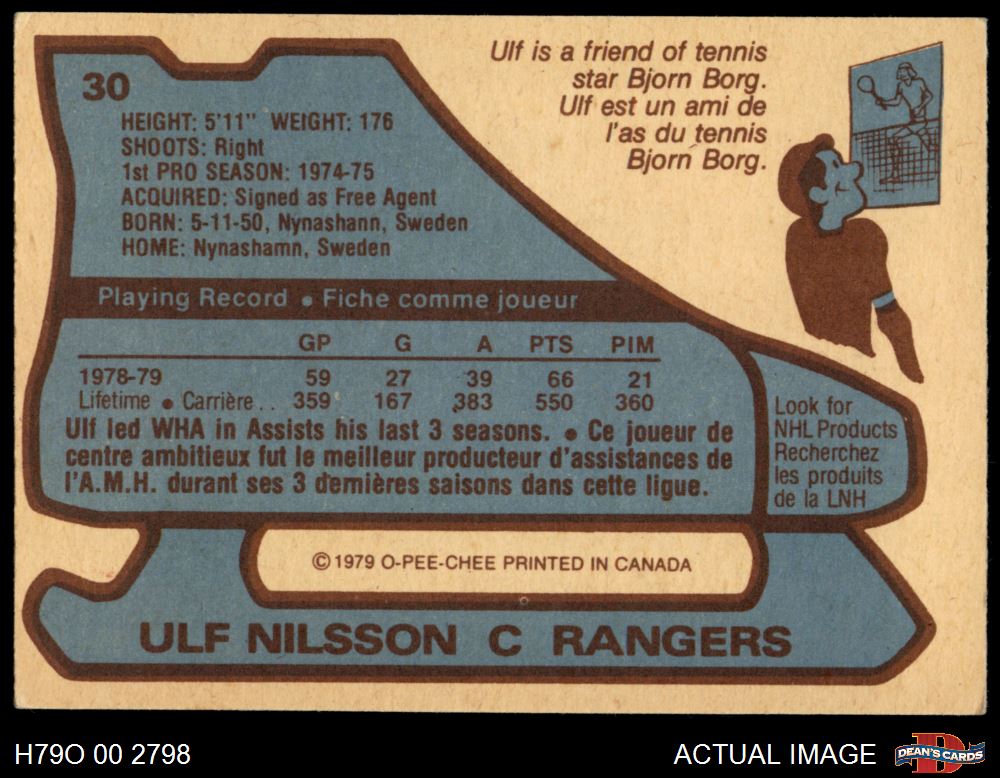 Ulf is a friend of tennis
star Bjorn Borg.
Ulf est un ami de
l'as du tennis
Bjorn Borg.
30
HEIGHT: 5'11" WEIGHT: 176
SHOOTS: Right
1st PRO SEASON: 1974-75
ACQUIRED: Signed as Free Agent
BORN: 5-11-50, Nynashann, Sweden
HOME: Nynashamn, Sweden
Playing Record • Fiche comme joueur
GP G A PTS PIM
1978-79 59 27 39 66 21
Lifetime • Carrière . . 359 167 383 550 360
Ulf led WHA in Assists his last 3 seasons. • Ce joueur de
centre ambitieux fut le meilleur producteur d'assistances de
l'A.M.H. durant ses 3 dernières saisons dans cette ligue.
Look for
NHL Products
Recherchez
les produits
de la LNH
© 1979 O-PEE-CHEE PRINTED IN CANADA
ULF NILSSON C RANGERS
H79O 00 2798
ACTUAL IMAGE
D
DEAN'S CARDS